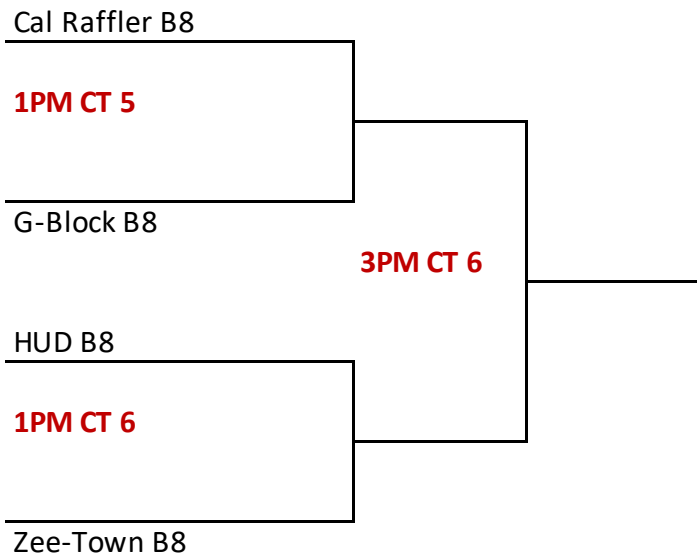 Cal Raffler B8
1PM CT 5
G-Block B8
3PM CT 6
HUD B8
1PM CT 6
Zee-Town B8